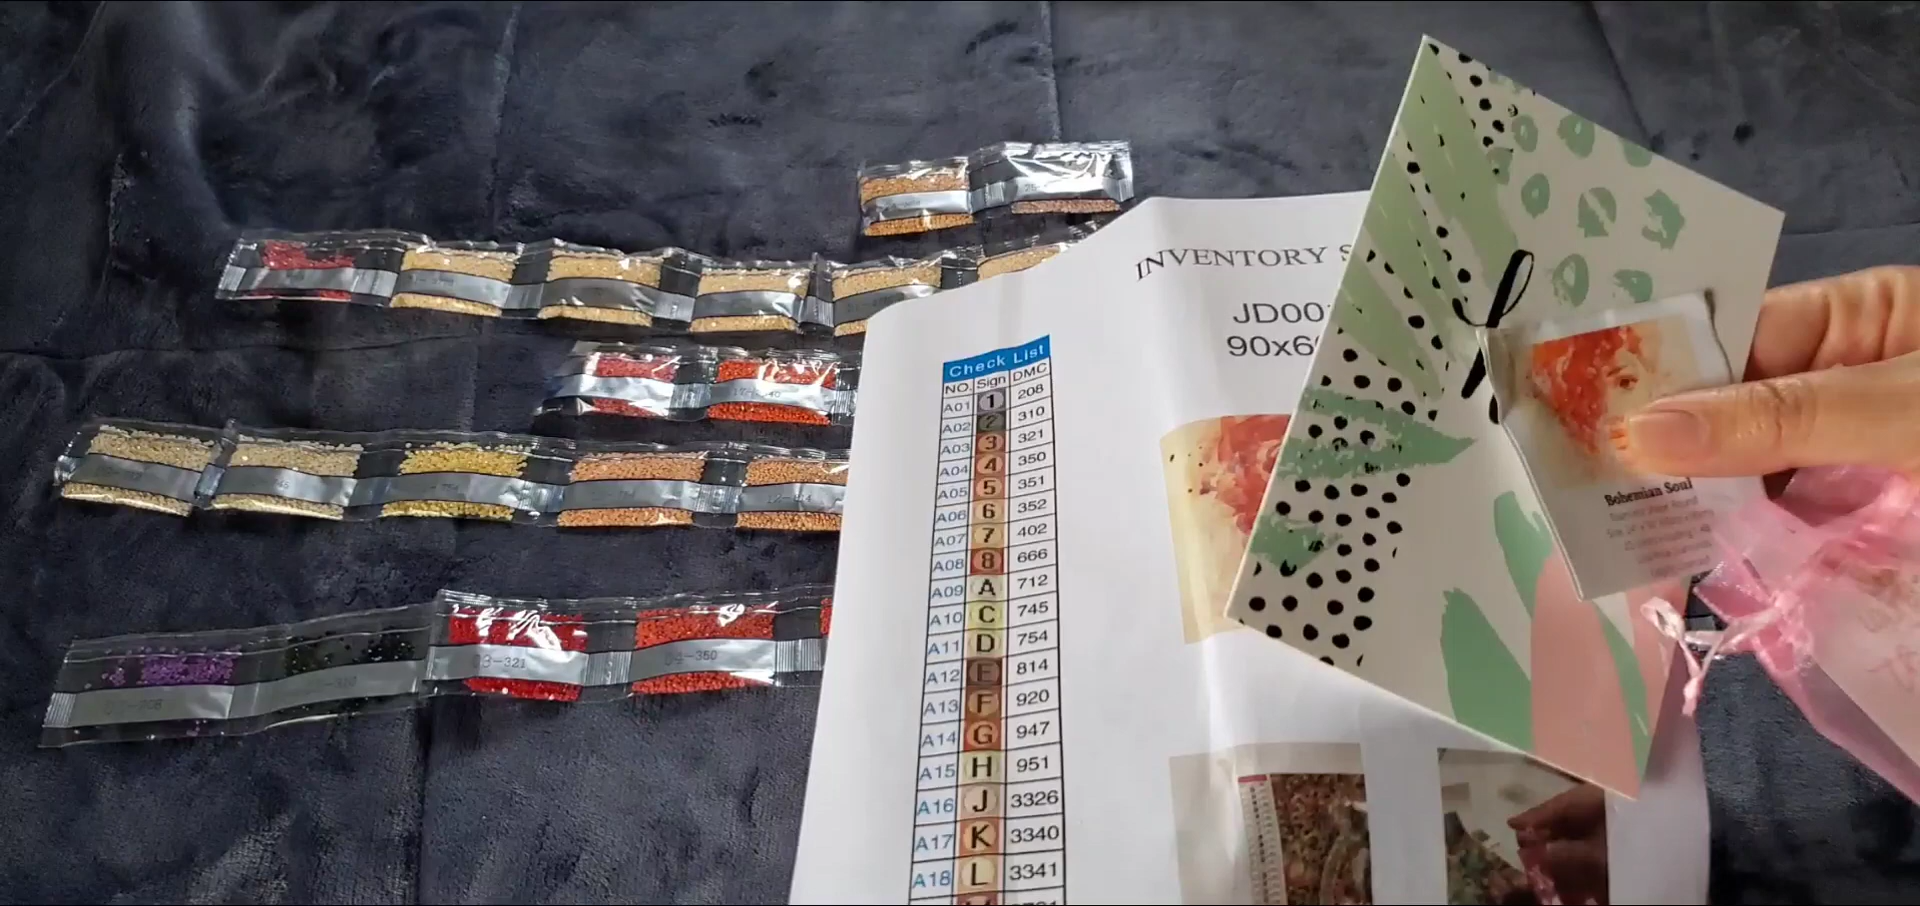 INVENTORY
JD00
90x6
Check List
NO. Sign DMC
A01 1 208
A02 2 310
A03 3 321
A04 4 350
A05 5 351
A06 6 352
A07 7 402
A08 8 666
A09 A 712
A10 C 745
A11 D 754
A12 E 814
A13 F 920
A14 G 947
A15 H 951
A16 J 3326
A17 K 3340
A18 L 3341
Bohemian Soul
03-321
04-350